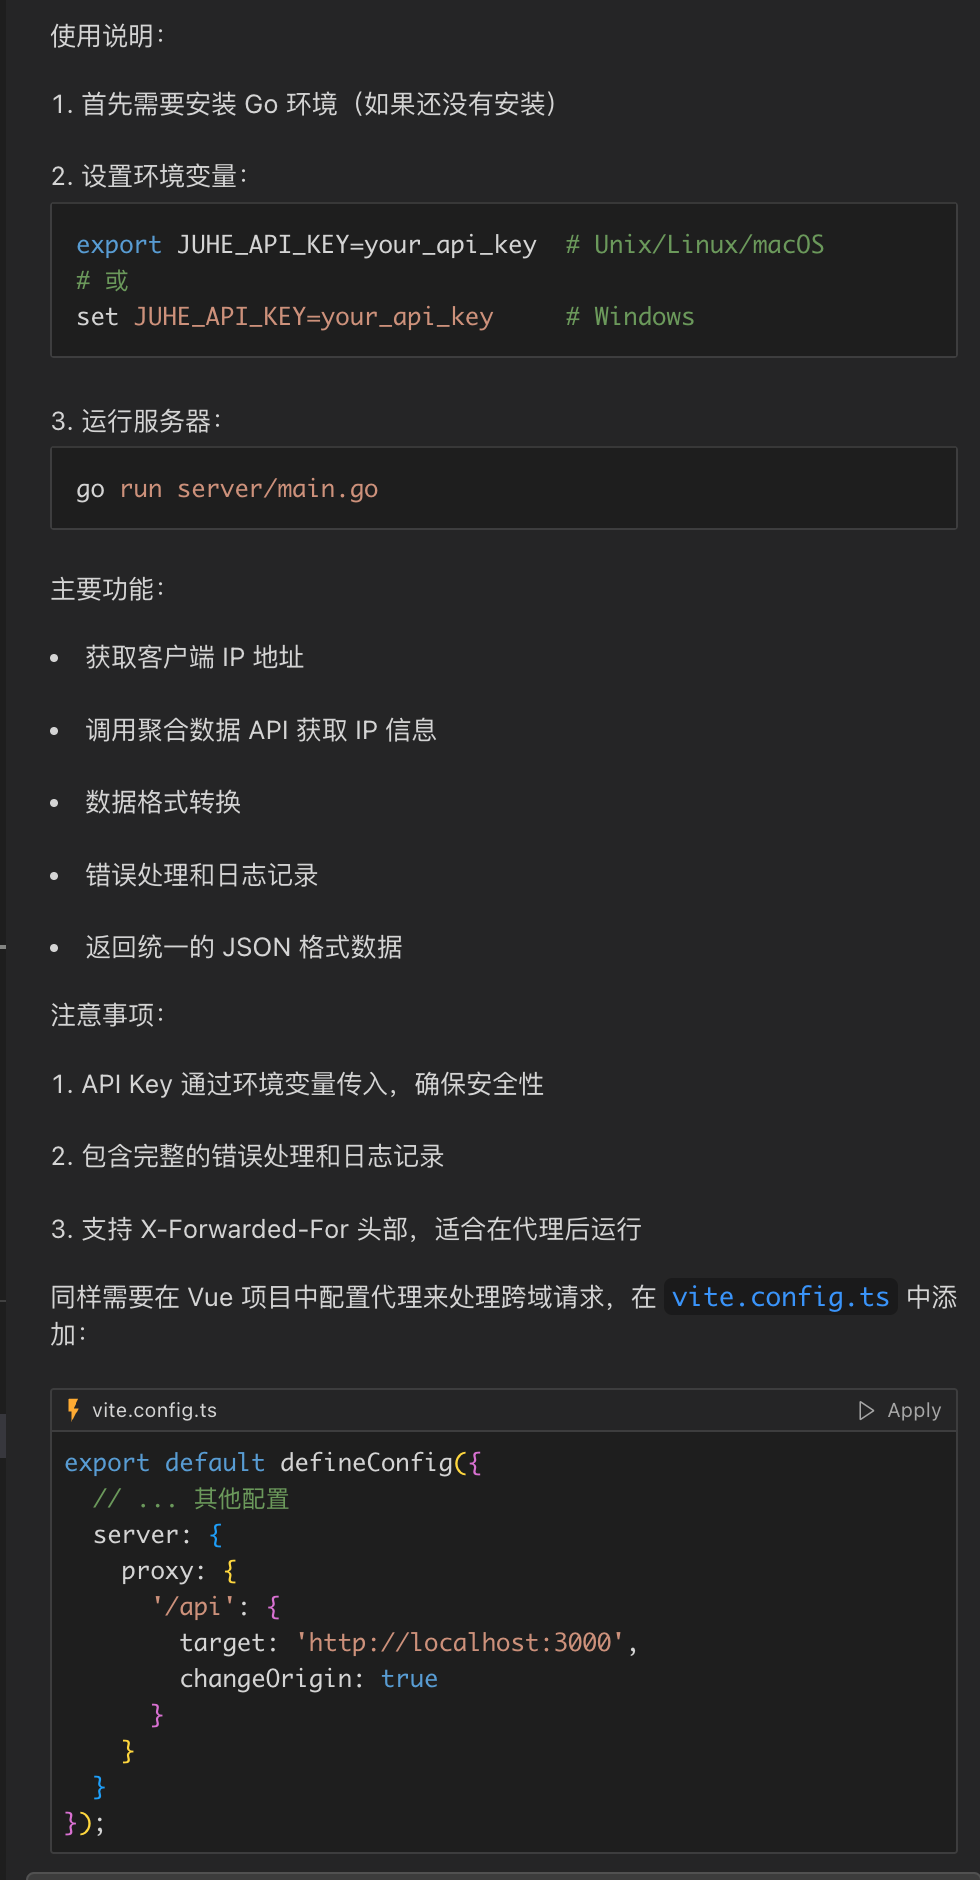 使用说明：
1. 首先需要安装 Go 环境（如果还没有安装）
2. 设置环境变量：
export JUHE_API_KEY=your_api_key  # Unix/Linux/macOS
# 或
set JUHE_API_KEY=your_api_key     # Windows
3. 运行服务器：
go run server/main.go
主要功能：
• 获取客户端 IP 地址
• 调用聚合数据 API 获取 IP 信息
• 数据格式转换
• 错误处理和日志记录
• 返回统一的 JSON 格式数据
注意事项：
1. API Key 通过环境变量传入，确保安全性
2. 包含完整的错误处理和日志记录
3. 支持 X-Forwarded-For 头部，适合在代理后运行
同样需要在 Vue 项目中配置代理来处理跨域请求，在 vite.config.ts 中添
加：
vite.config.ts Apply
export default defineConfig({
  // ... 其他配置
  server: {
    proxy: {
      '/api': {
        target: 'http://localhost:3000',
        changeOrigin: true
      }
    }
  }
});